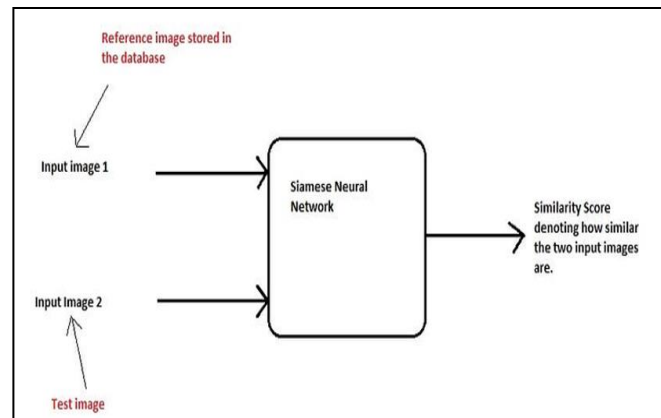 Reference image stored in
the database
Input image 1
Siamese Neural
Network
Similarity Score
denoting how similar
the two input images
are.
Input Image 2
Test image